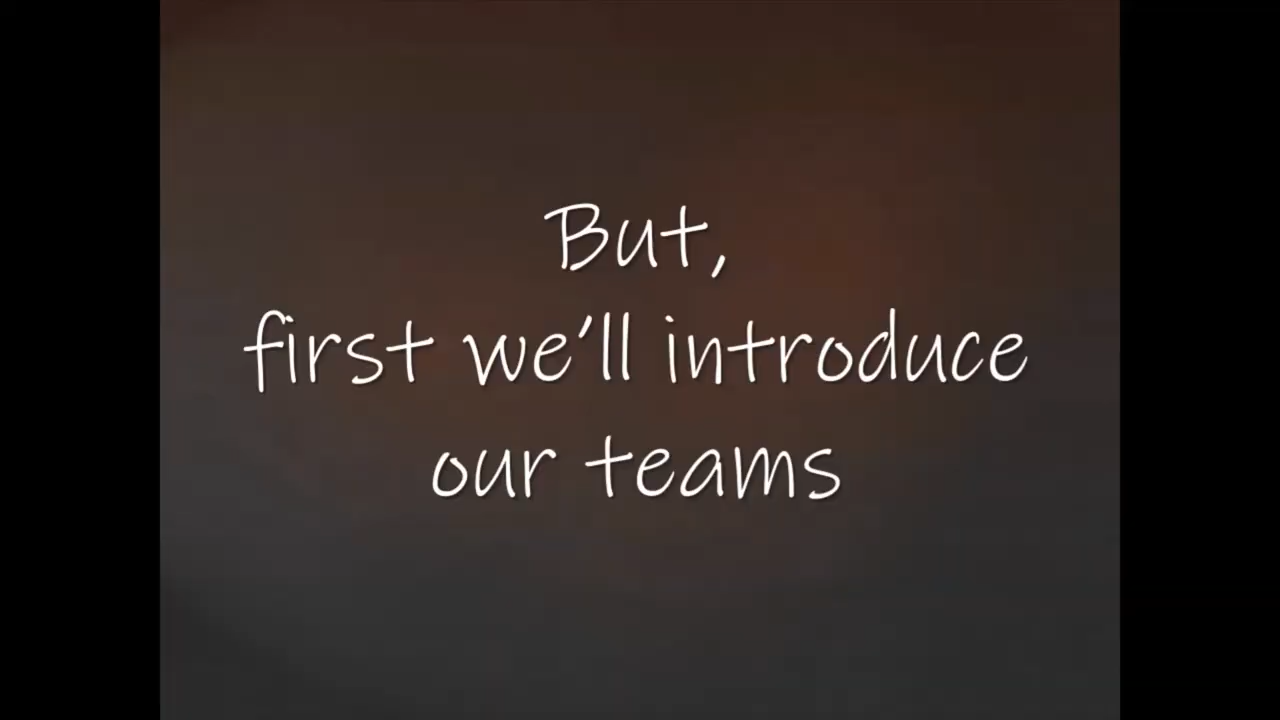 But,
first we’ll introduce
our teams